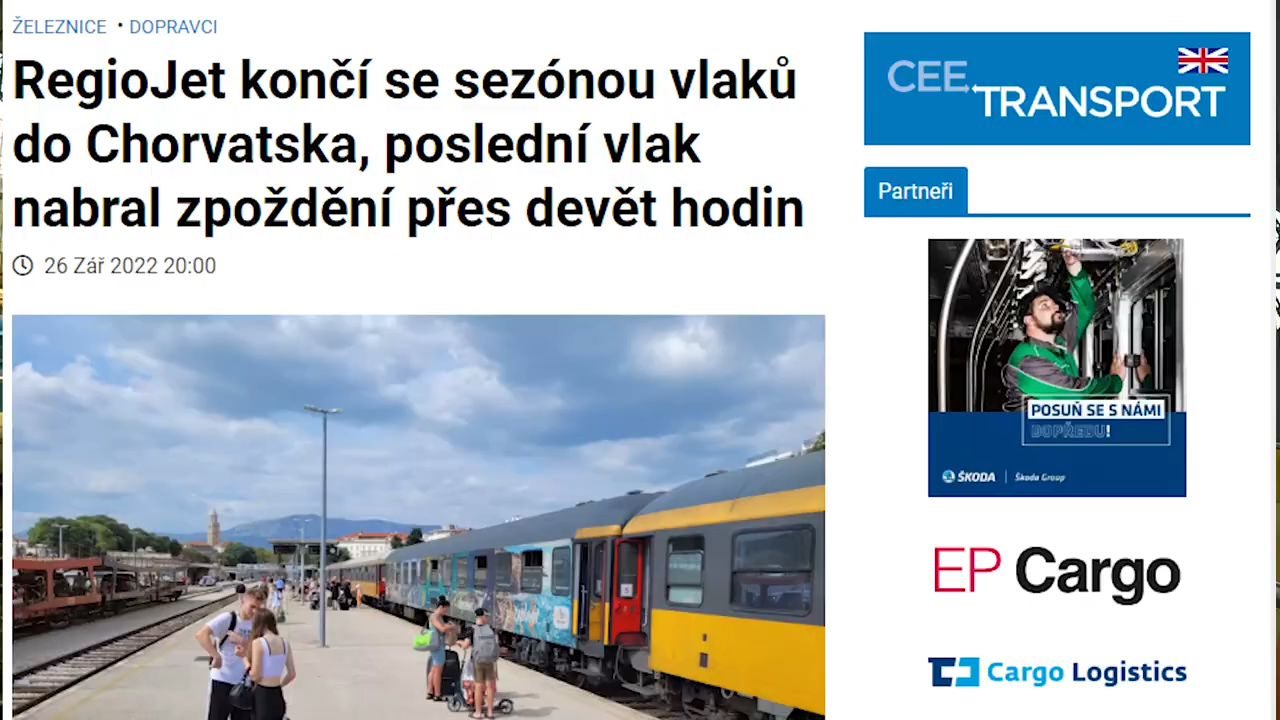 ŽELEZNICE • DOPRAVCI
RegioJet končí se sezónou vlaků
do Chorvatska, poslední vlak
nabral zpoždění přes devět hodin
26 Zář 2022 20:00
CEE
TRANSPORT
Partneři
POSUŇ SE S NÁMI
DOPŘEDU!
ŠKODA | Škoda Group
EP Cargo
Cargo Logistics